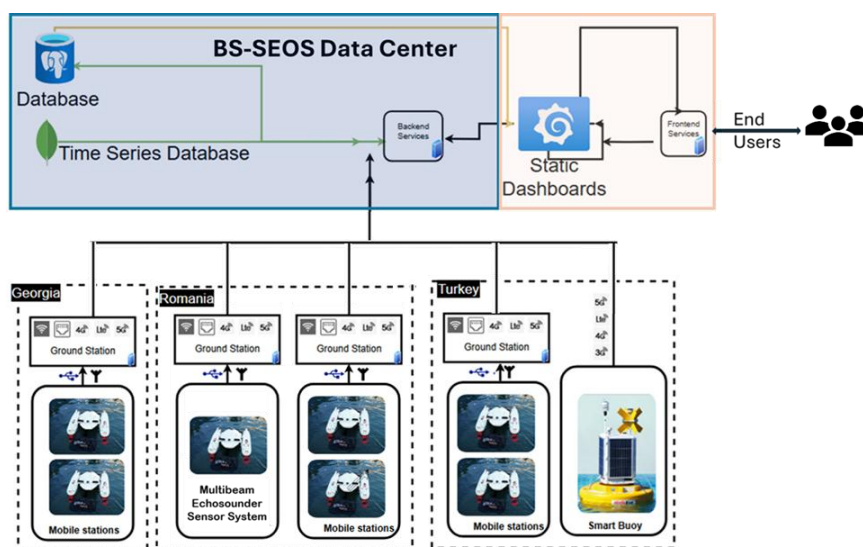 BS-SEOS Data Center
Database
Time Series Database
Backend
Services
Static
Dashboards
Frontend
Services
End
Users
Georgia
4G Lte 5G
Ground Station
Mobile stations
Romania
4G Lte 5G
Ground Station
Multibeam
Echosounder
Sensor System
4G Lte 5G
Ground Station
Mobile stations
Turkey
4G Lte 5G
Ground Station
Mobile stations
5G
Lte
4G
3G
Smart Buoy